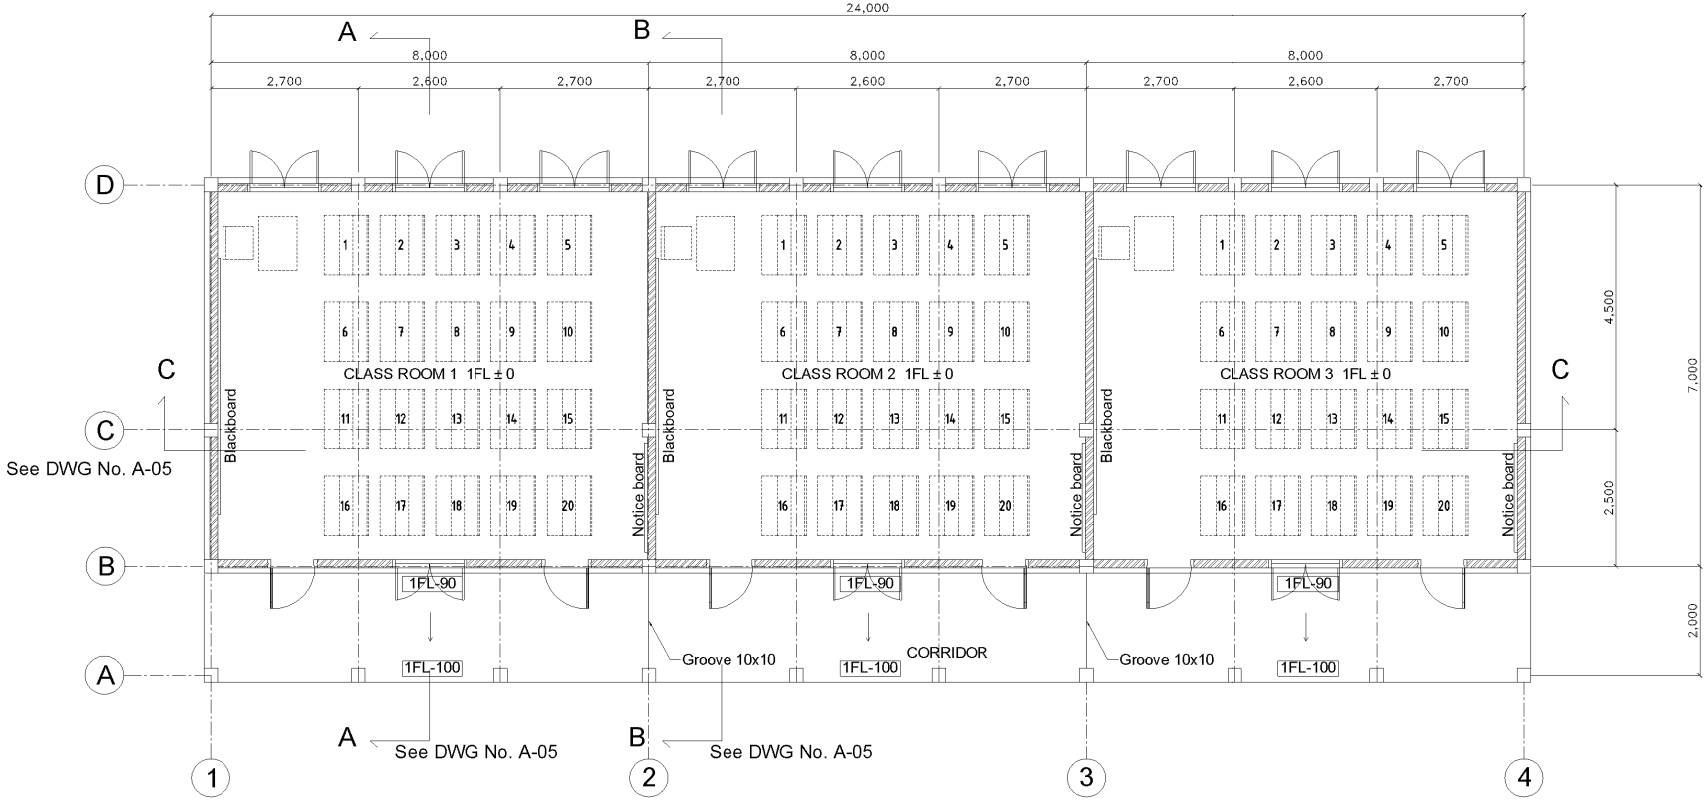 24,000
A
B
8,000
8,000
8,000
2,700
2,600
2,700
2,700
2,600
2,700
2,700
2,600
2,700
D
1
2
3
4
5
1
2
3
4
5
1
2
3
4
5
4,500
6
7
8
9
10
6
7
8
9
10
6
7
8
9
10
C
CLASS ROOM 1 1FL ± 0
CLASS ROOM 2 1FL ± 0
CLASS ROOM 3 1FL ± 0
C
7,000
Blackboard
Blackboard
Blackboard
C
11
12
13
14
15
11
12
13
14
15
11
12
13
14
15
See DWG No. A-05
Notice board
Notice board
Notice board
2,500
16
17
18
19
20
16
17
18
19
20
16
17
18
19
20
B
1FL-90
1FL-90
1FL-90
2,000
Groove 10x10
CORRIDOR
Groove 10x10
A
1FL-100
1FL-100
1FL-100
A
See DWG No. A-05
B
See DWG No. A-05
1
2
3
4